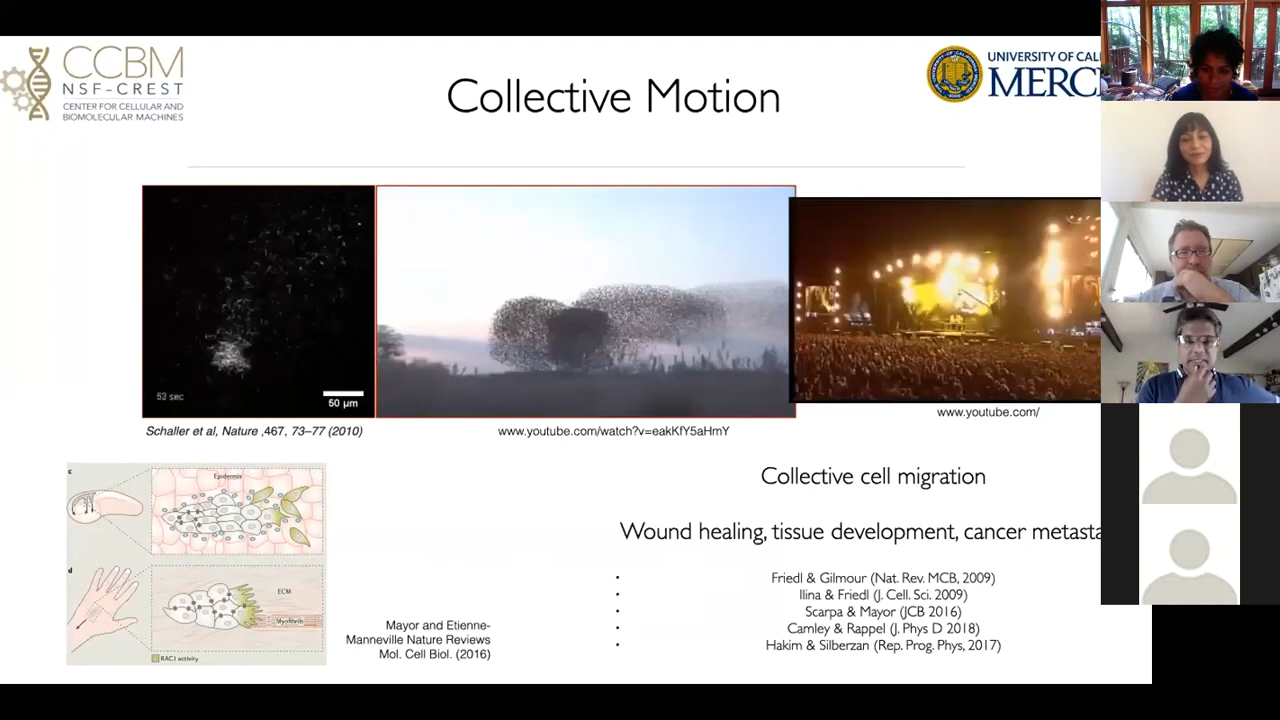 CCBM
NSF-CREST
CENTER FOR CELLULAR AND
BIOMOLECULAR MACHINES
Collective Motion
UNIVERSITY OF CAL
MERC
53 sec
50 μm
Schaller et al, Nature ,467, 73–77 (2010)
www.youtube.com/watch?v=eakKfY5aHmY
www.youtube.com/
c
Epidermis
d
ECM
Myofibrils
RAC1 activity
Mayor and Etienne-
Manneville Nature Reviews
Mol. Cell Biol. (2016)
Collective cell migration
Wound healing, tissue development, cancer metasta
• Friedl & Gilmour (Nat. Rev. MCB, 2009)
• Ilina & Friedl (J. Cell. Sci. 2009)
• Scarpa & Mayor (JCB 2016)
• Camley & Rappel (J. Phys D 2018)
• Hakim & Silberzan (Rep. Prog. Phys, 2017)